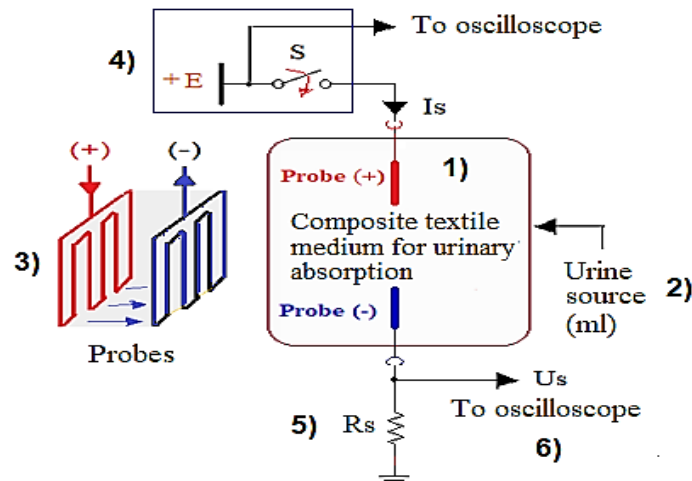 To oscilloscope
4)
S
+E
Is
(+)
(-)
3)
Probes
Probe (+)
1)
Composite textile
medium for urinary
absorption
Probe (-)
Urine
source
(ml)
2)
Us
To oscilloscope
5)
Rs
6)